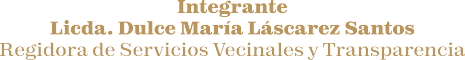 Integrante
Licda. Dulce María Láscarez Santos
Regidora de Servicios Vecinales y Transparencia